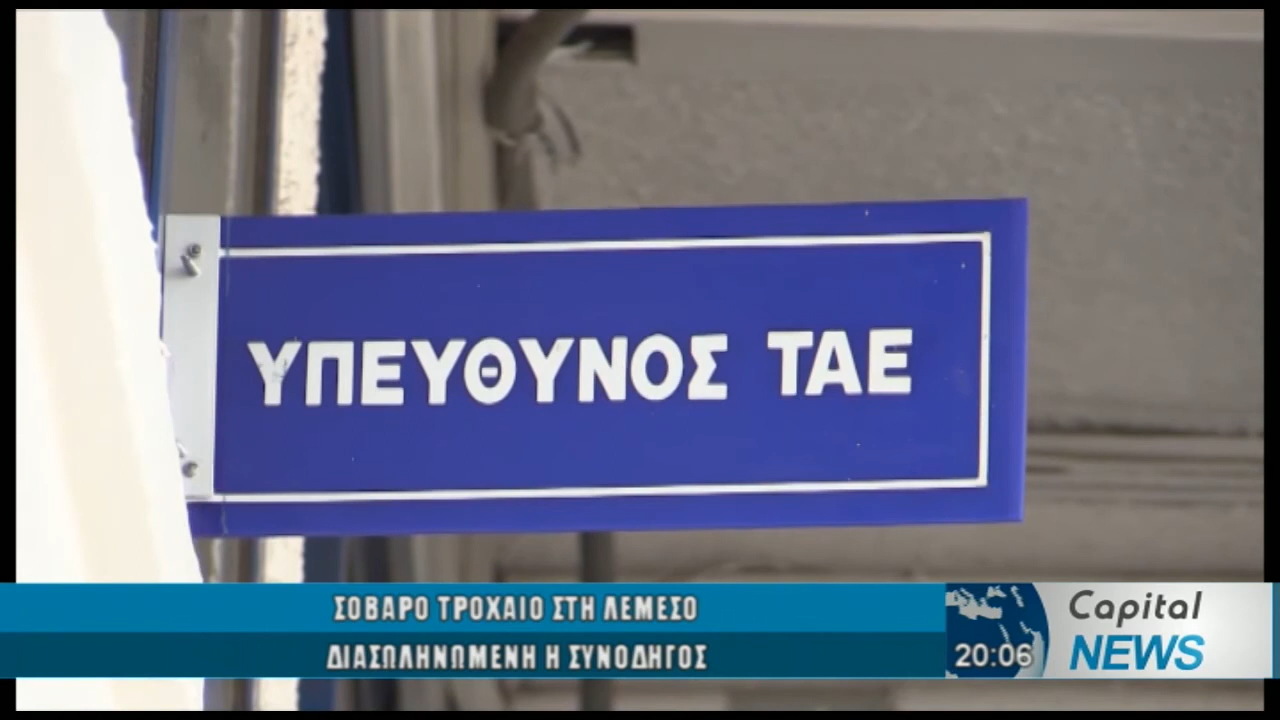 ΥΠΕΥΘΥΝΟΣ ΤΑΕ
ΣΟΒΑΡΟ ΤΡΟΧΑΙΟ ΣΤΗ ΛΕΜΕΣΟ
ΔΙΑΣΩΛΗΝΩΜΕΝΗ Η ΣΥΝΟΔΗΓΟΣ
20:06
Capital
NEWS